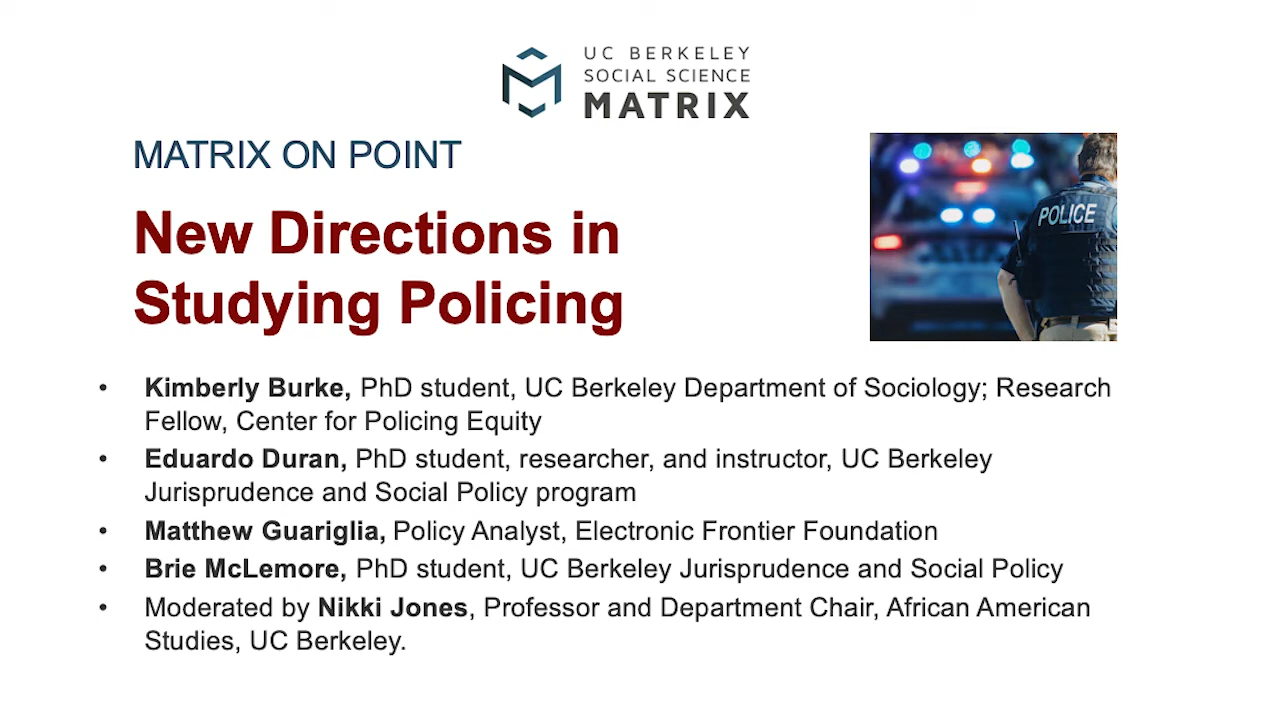 UC BERKELEY
SOCIAL SCIENCE
MATRIX
MATRIX ON POINT
New Directions in
Studying Policing
POLICE
• Kimberly Burke, PhD student, UC Berkeley Department of Sociology; Research
Fellow, Center for Policing Equity
• Eduardo Duran, PhD student, researcher, and instructor, UC Berkeley
Jurisprudence and Social Policy program
• Matthew Guariglia, Policy Analyst, Electronic Frontier Foundation
• Brie McLemore, PhD student, UC Berkeley Jurisprudence and Social Policy
• Moderated by Nikki Jones, Professor and Department Chair, African American
Studies, UC Berkeley.